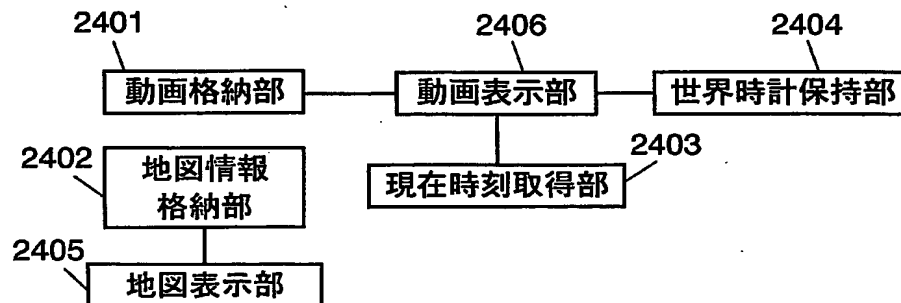 2401
2406
2404
動画格納部
動画表示部
世界時計保持部
2402
地図情報
格納部
2403
現在時刻取得部
2405
地図表示部